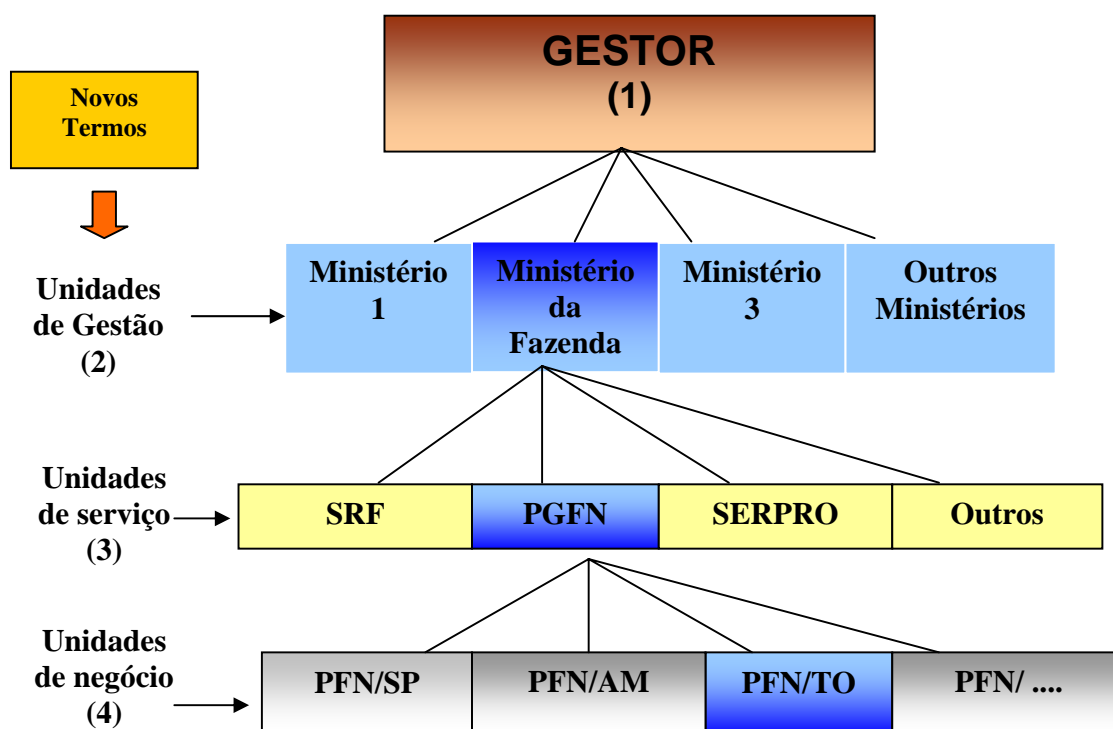 GESTOR
(1)
Novos
Termos
Unidades
de Gestão
(2)
Ministério
1
Ministério
da
Fazenda
Ministério
3
Outros
Ministérios
Unidades
de serviço
(3)
SRF
PGFN
SERPRO
Outros
Unidades
de negócio
(4)
PFN/SP
PFN/AM
PFN/TO
PFN/ ....